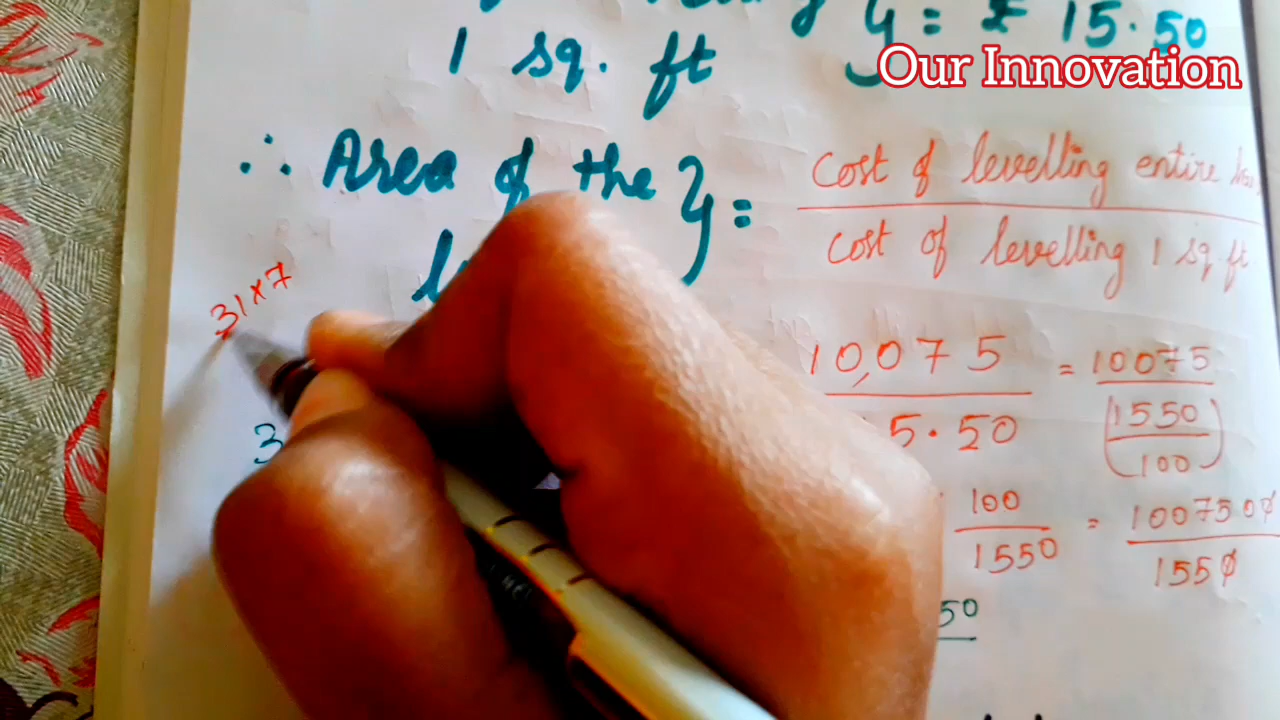 = ₹ 15.50
1 sq. ft
Our Innovation
∴ Area of the } =
Cost of levelling entire
Cost of levelling 1 sq. ft
31×7
10,075 = 10075
5.50 (1550/100)
3
100/1550 = 1007500/1550
50